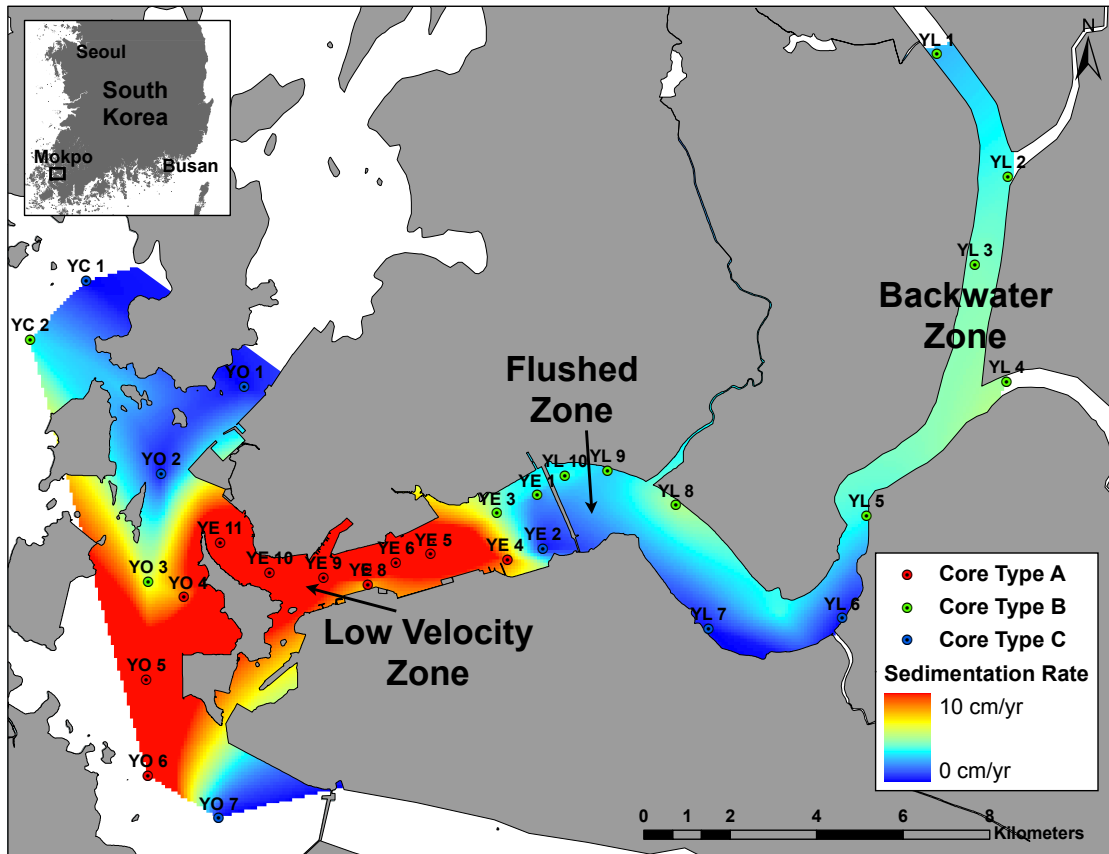 Seoul
South
Korea
Mokpo
Busan
N
YL 1
YL 2
YL 3
Backwater
Zone
YL 4
YC 1
YC 2
YO 1
Flushed
Zone
YO 2
YL 10
YL 9
YE 1
YE 3
YL 8
YL 5
YE 11
YE 2
YE 5
YE 6
YE 4
YE 10
YE 9
YE 8
YO 3
YO 4
YL 7
YL 6
Low Velocity
Zone
YO 5
YO 6
YO 7
Core Type A
Core Type B
Core Type C
Sedimentation Rate
10 cm/yr
0 cm/yr
0 1 2 4 6 8
Kilometers